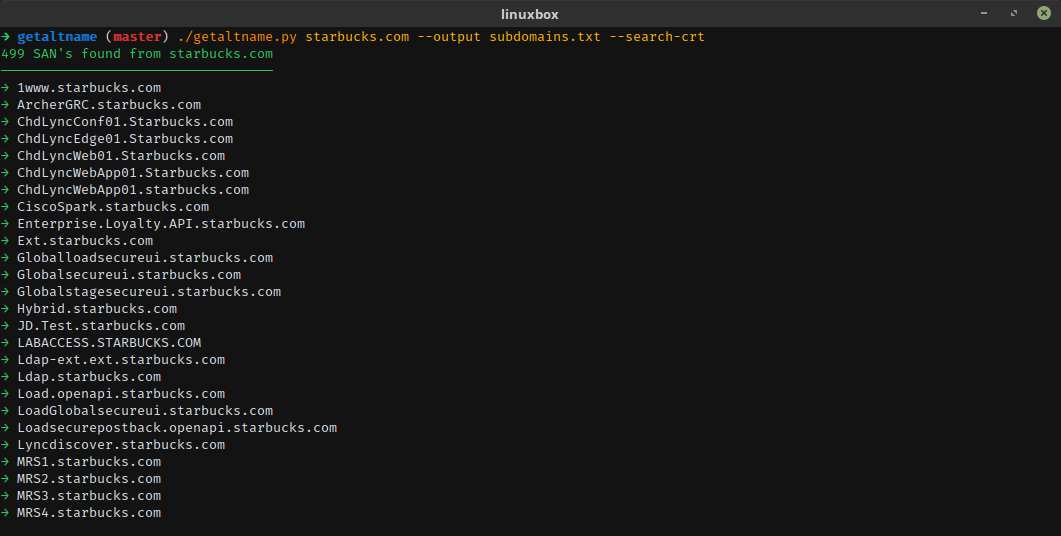 linuxbox
→ getaltname (master) ./getaltname.py starbucks.com --output subdomains.txt --search-crt
499 SAN's found from starbucks.com
→ 1www.starbucks.com
→ ArcherGRC.starbucks.com
→ ChdLyncConf01.Starbucks.com
→ ChdLyncEdge01.Starbucks.com
→ ChdLyncWeb01.Starbucks.com
→ ChdLyncWebApp01.Starbucks.com
→ ChdLyncWebApp01.starbucks.com
→ CiscoSpark.starbucks.com
→ Enterprise.Loyalty.API.starbucks.com
→ Ext.starbucks.com
→ Globalloadsecureui.starbucks.com
→ Globalsecureui.starbucks.com
→ Globalstagesecureui.starbucks.com
→ Hybrid.starbucks.com
→ JD.Test.starbucks.com
→ LABACCESS.STARBUCKS.COM
→ Ldap-ext.ext.starbucks.com
→ Ldap.starbucks.com
→ Load.openapi.starbucks.com
→ LoadGlobalsecureui.starbucks.com
→ Loadsecurepostback.openapi.starbucks.com
→ Lyncdiscover.starbucks.com
→ MRS1.starbucks.com
→ MRS2.starbucks.com
→ MRS3.starbucks.com
→ MRS4.starbucks.com